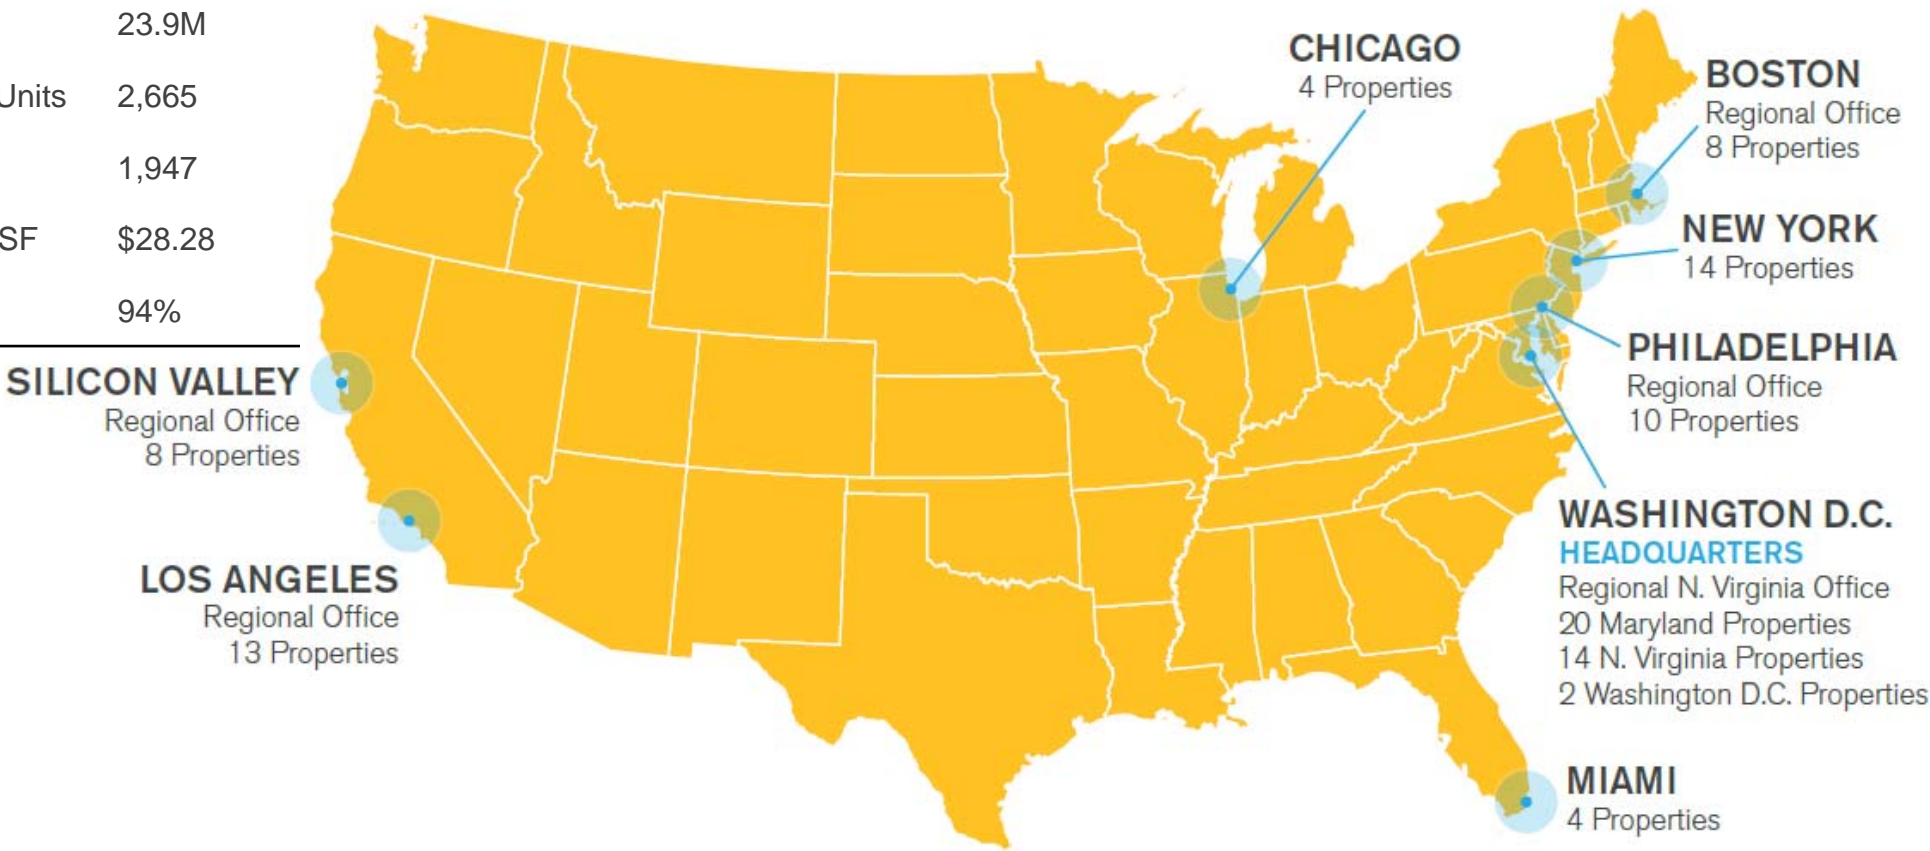 23.9M
Units 2,665
1,947
SF $28.28
94%
SILICON VALLEY
Regional Office
8 Properties
LOS ANGELES
Regional Office
13 Properties
CHICAGO
4 Properties
BOSTON
Regional Office
8 Properties
NEW YORK
14 Properties
PHILADELPHIA
Regional Office
10 Properties
WASHINGTON D.C.
HEADQUARTERS
Regional N. Virginia Office
20 Maryland Properties
14 N. Virginia Properties
2 Washington D.C. Properties
MIAMI
4 Properties